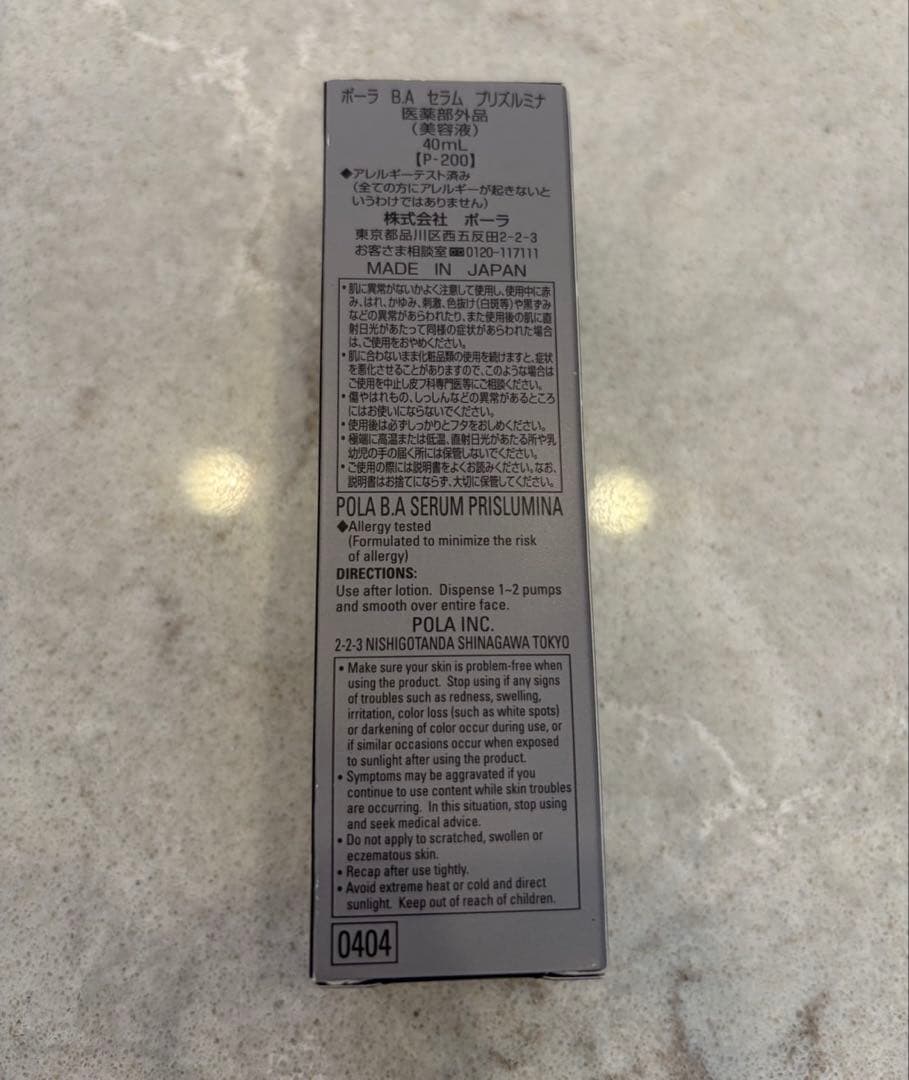 ポーラ B.A セラム プリズルミナ
医薬部外品
(美容液)
40mL
【P-200】
◆アレルギーテスト済み
(全ての方にアレルギーが起きないと
いうわけではありません)
株式会社 ポーラ
東京都品川区西五反田2-2-3
お客さま相談室 0120-117111
MADE IN JAPAN
・肌に異常がないかよく注意して使用し、使用中に赤
み、はれ、かゆみ、刺激、色抜け(白斑等)や黒ずみ
などの異常があらわれたり、また使用後の肌に直
射日光があたって同様の症状があらわれた場合
は、ご使用をおやめください。
・肌に合わないまま化粧品類の使用を続けますと、症状
を悪化させることがありますので、このような場合は
ご使用を中止し皮フ科専門医等にご相談ください。
・傷やはれもの、しっしんなどの異常があるところ
にはお使いにならないでください。
・使用後は必ずしっかりとフタをおしめください。
・極端に高温または低温、直射日光があたる所や乳
幼児の手の届く所には保管しないでください。
・ご使用の際には説明書をよくお読みください。なお、
説明書はお捨てにならず、大切に保管してください。
POLA B.A SERUM PRISLUMINA
◆Allergy tested
(Formulated to minimize the risk
of allergy)
DIRECTIONS:
Use after lotion. Dispense 1~2 pumps
and smooth over entire face.
POLA INC.
2-2-3 NISHIGOTANDA SHINAGAWA TOKYO
• Make sure your skin is problem-free when
using the product. Stop using if any signs
of troubles such as redness, swelling,
irritation, color loss (such as white spots)
or darkening of color occur during use, or
if similar occasions occur when exposed
to sunlight after using the product.
• Symptoms may be aggravated if you
continue to use content while skin troubles
are occurring. In this situation, stop using
and seek medical advice.
• Do not apply to scratched, swollen or
eczematous skin.
• Recap after use tightly.
• Avoid extreme heat or cold and direct
sunlight. Keep out of reach of children.
0404